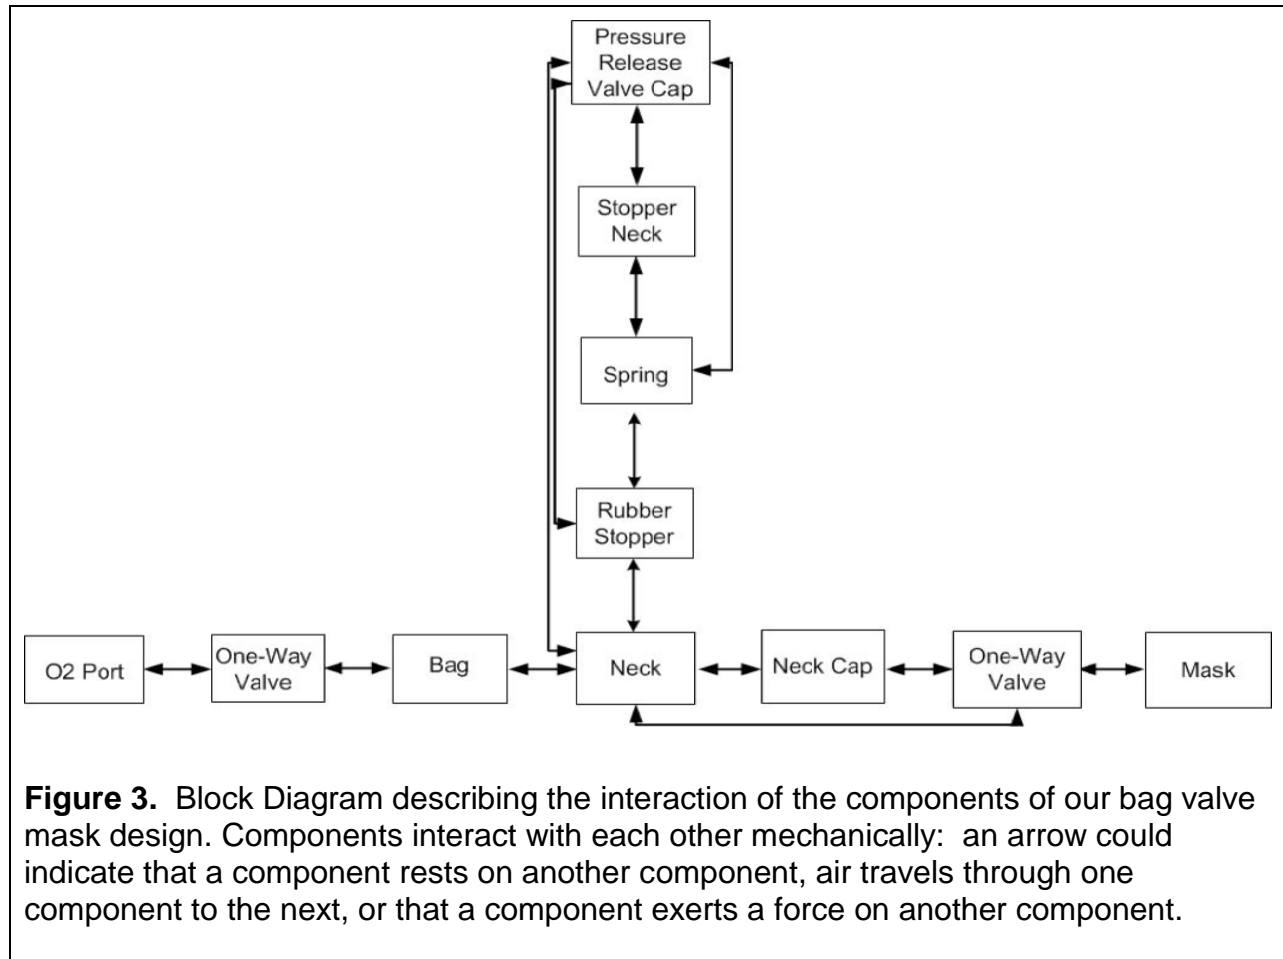 Pressure
Release
Valve Cap
Stopper
Neck
Spring
Rubber
Stopper
O2 Port
One-Way
Valve
Bag
Neck
Neck Cap
One-Way
Valve
Mask
Figure 3.  Block Diagram describing the interaction of the components of our bag valve
mask design. Components interact with each other mechanically:  an arrow could
indicate that a component rests on another component, air travels through one
component to the next, or that a component exerts a force on another component.